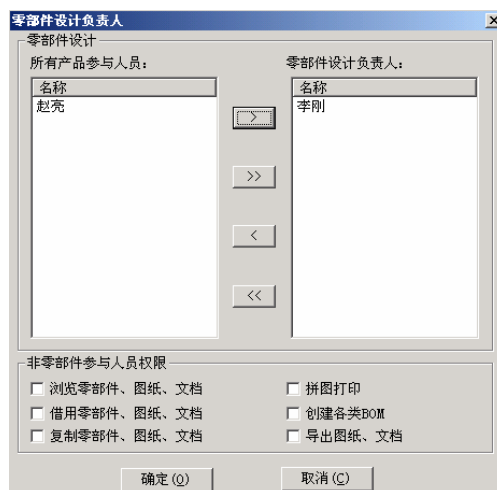 零部件设计负责人
零部件设计
所有产品参与人员：
零部件设计负责人：
名称
名称
赵亮
李刚
>
>>
<
<<
非零部件参与人员权限
浏览零部件、图纸、文档
拼图打印
借用零部件、图纸、文档
创建各类BOM
复制零部件、图纸、文档
导出图纸、文档
确定(O)
取消(C)